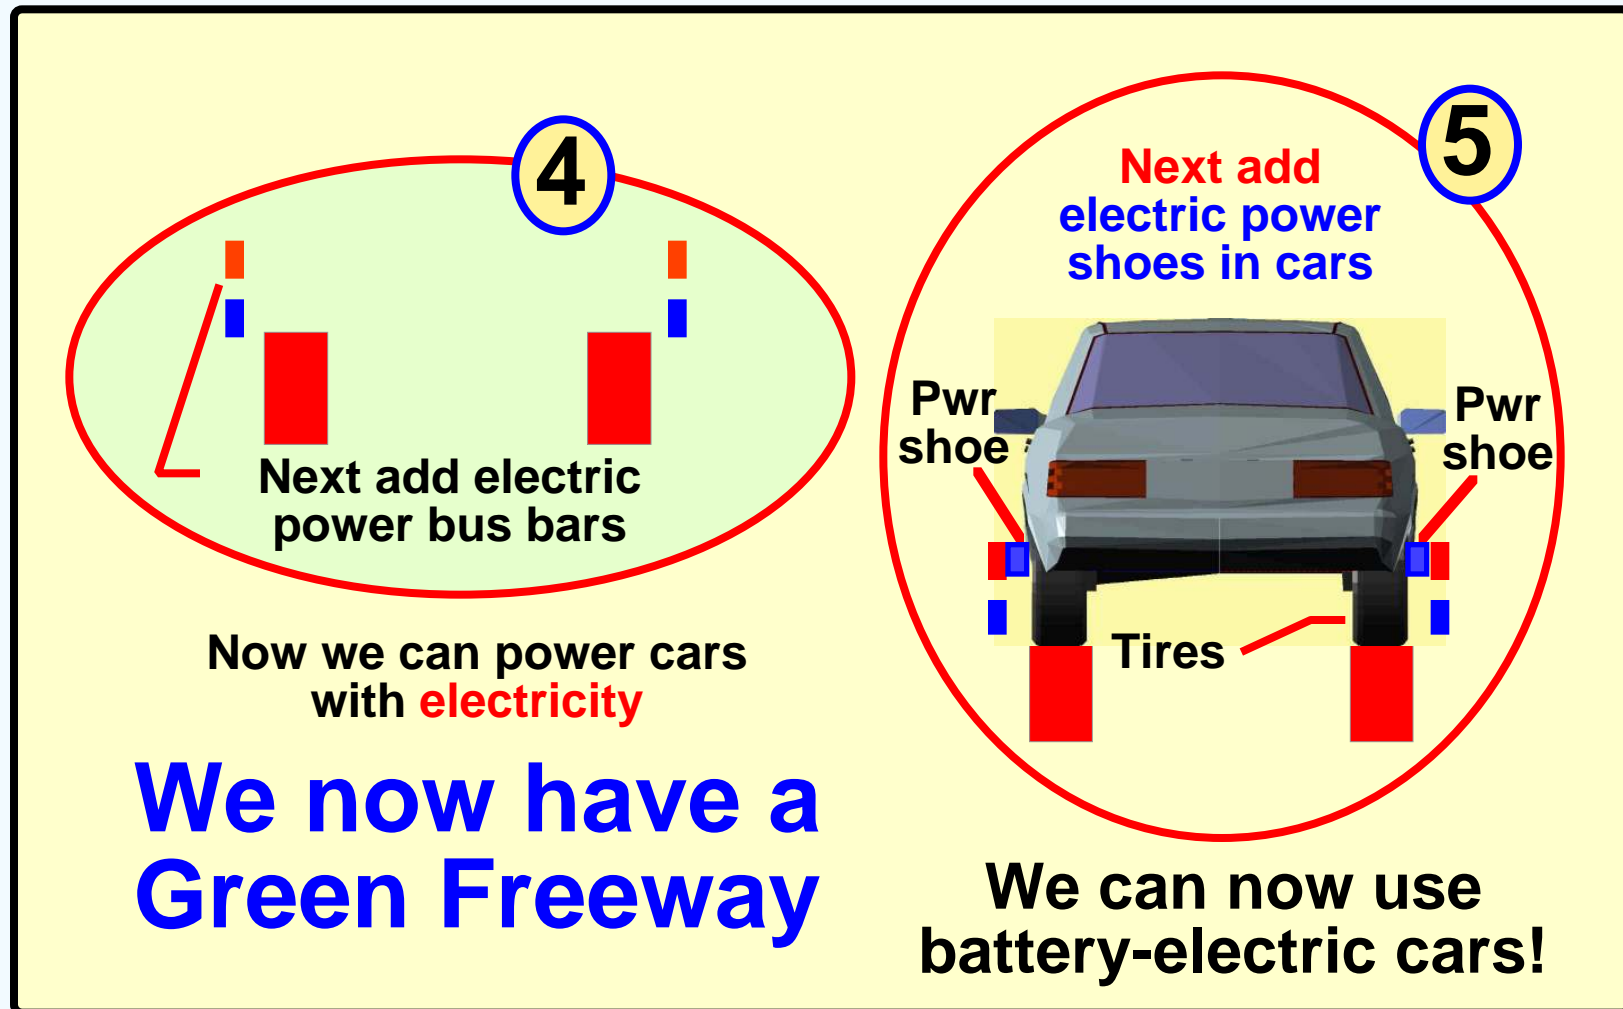 4
Next add electric
power bus bars
Now we can power cars
with electricity
We now have a
Green Freeway
5
Next add
electric power
shoes in cars
Pwr
shoe
Pwr
shoe
Tires
We can now use
battery-electric cars!